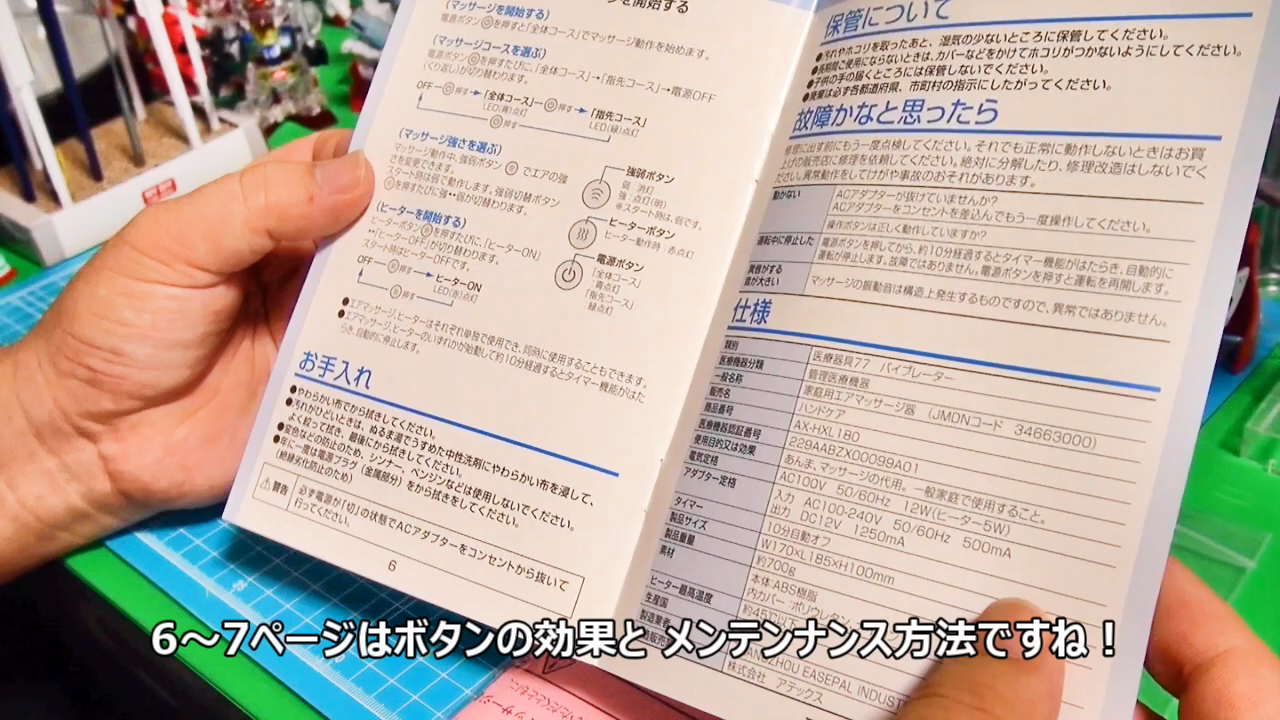 を開始する
(マッサージを開始する)
電源ボタン を押すと「全体コース」でマッサージ動作を始めます。
(マッサージコースを選ぶ)
電源ボタン を押すたびに、「全体コース」→「指先コース」→電源OFF
(くり返し)が切り替わります。
OFF 押す 「全体コース」 押す 「指先コース」
LED(青)点灯 LED(緑)点灯
押す
(マッサージ強さを選ぶ)
マッサージ動作中、強弱ボタン でエアの強
さを変更できます。
スタート時は弱で動作します。強弱切替ボタン
を押すたびに強↔弱が切替わります。
(ヒーターを開始する)
ヒーターボタン を押すたびに、「ヒーターON」
↔「ヒーターOFF」が切り替わります。
スタート時はヒーターOFFです。
OFF 押す ヒーターON
LED(赤)点灯
押す
強弱ボタン
弱:消灯
強:点灯(明)
※スタート時は、弱です。
ヒーターボタン
ヒーター動作時:赤点灯
電源ボタン
「全体コース」
:青点灯
「指先コース」
:緑点灯
●エアマッサージ、ヒーターはそれぞれ単独で使用でき、同時に使用することもできます。
●エアマッサージ、ヒーターのいずれかが始動して約10分経過するとタイマー機能がはた
らき、自動的に停止します。
お手入れ
●やわらかい布でから拭きしてください。
●汚れがひどいときは、ぬるま湯でうすめた中性洗剤にやわらかい布を浸して、
よく絞って拭き、最後にから拭きしてください。
●変色などの防止のため、シンナー、ベンジンなどは使用しないでください。
●年に一度は電源プラグ(金属部分)をから拭きをしてください。
(絶縁劣化防止のため)
警告 必ず電源が「切」の状態でACアダプターをコンセントから抜いて
行ってください。
6
保管について
●汚れやホコリを取ったあと、湿気の少ないところに保管してください。
●長期間ご使用にならないときは、カバーなどをかけてホコリがつかないようにしてください。
●子供の手の届くところには保管しないでください。
●廃棄は必ず各都道府県、市町村の指示にしたがってください。
故障かなと思ったら
修理に出す前にもう一度点検してください。それでも正常に動作しないときはお買
上げの販売店に修理を依頼してください。絶対に分解したり、修理改造はしないでく
ださい。異常動作をしてけがや事故のおそれがあります。
動かない ACアダプターが抜けていませんか?
ACアダプターをコンセントを差込んでもう一度操作してください。
操作ボタンは正しく動作していますか?
運転中に停止した 電源ボタンを押してから、約10分経過するとタイマー機能がはたらき、自動的に
運転が停止します。故障ではありません。電源ボタンを押すと運転を再開します。
異音がする
音が大きい マッサージの振動音は構造上発生するものですので、異常ではありません。
仕様
類別 医療器具77 バイブレーター
医療機器分類 管理医療機器
一般名称 家庭用エアマッサージ器 (JMDNコード 34663000)
販売名 ハンドケア
商品番号 AX-HXL180
医療機器認証番号 229AABZX00099A01
使用目的又は効果 あんま、マッサージの代用。一般家庭で使用すること。
電気定格 AC100V 50/60HZ 12W(ヒーター5W)
アダプター定格 入力 AC100-240V 50/60HZ 500mA
出力 DC12V 1250mA
タイマー 10分自動オフ
製品サイズ W170×L185×H100mm
製品重量 約700g
素材 本体:ABS樹脂
内カバー:ポリウレタン
ヒーター最高温度 約45℃以下
生産国
製造業者 ANGZHOU EASEPAL INDUST
株式会社 アテックス
6〜7ページはボタンの効果と メンテンナンス方法ですね!